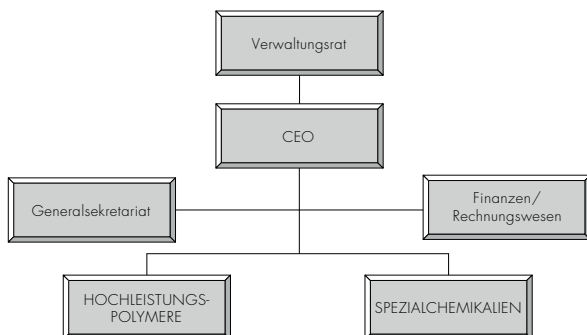 Verwaltungsrat
CEO
Generalsekretariat
Finanzen/
Rechnungswesen
HOCHLEISTUNGS-
POLYMERE
SPEZIALCHEMIKALIEN